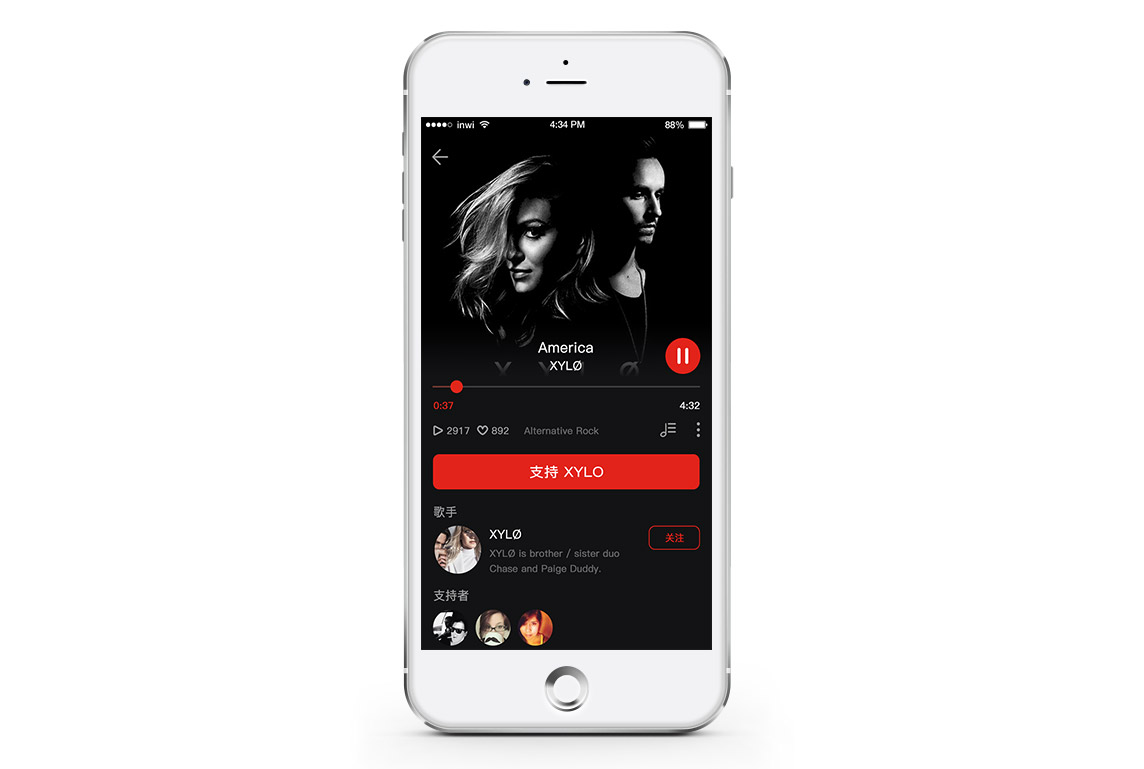 inwi 4:34 PM 88%
America
XYLØ
X Y L Ø
0:37 4:32
2917 892 Alternative Rock
支持 XYLO
歌手
XYLØ 关注
XYLØ is brother / sister duo
Chase and Paige Duddy.
支持者